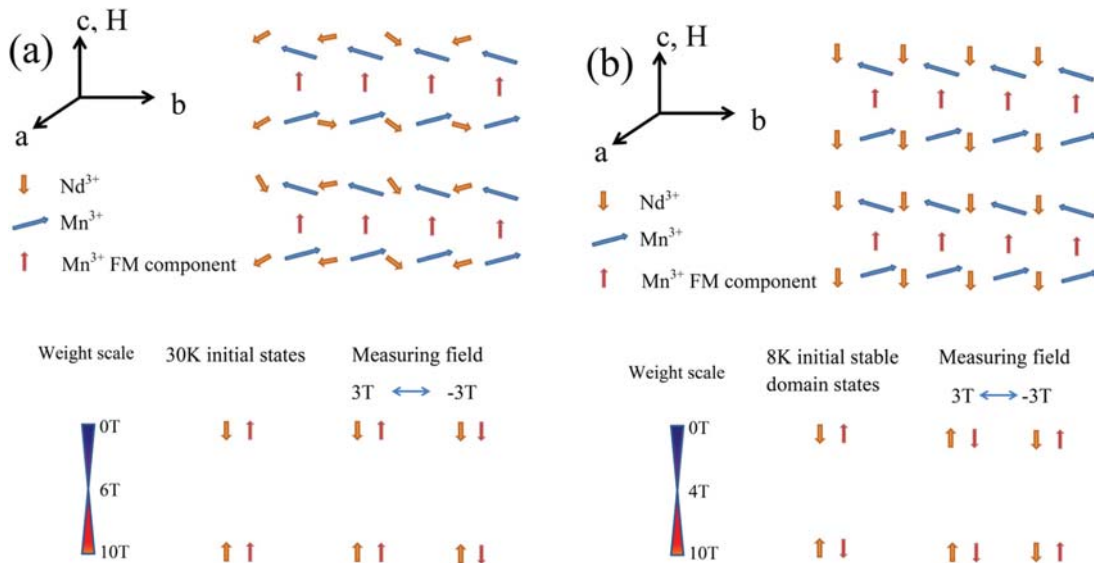 (a)
c, H
b
a
Nd³⁺
Mn³⁺
Mn³⁺ FM component
Weight scale
30K initial states
Measuring field
3T
-3T
0T
6T
10T
(b)
c, H
b
a
Nd³⁺
Mn³⁺
Mn³⁺ FM component
Weight scale
8K initial stable
domain states
Measuring field
3T
-3T
0T
4T
10T